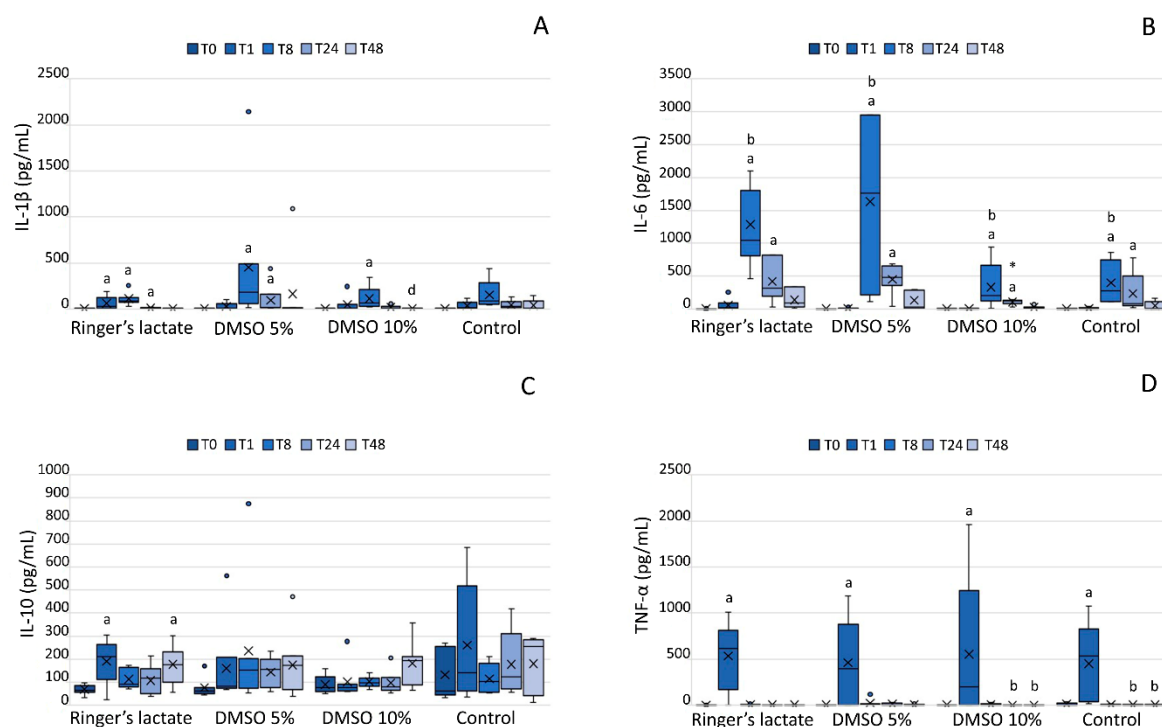 A
T0 T1 T8 T24 T48
2500
2000
1500
1000
500
0
IL-1β (pg/mL)
a a a a a a d
Ringer's lactate DMSO 5% DMSO 10% Control
B
T0 T1 T8 T24 T48
3500
3000
2500
2000
1500
1000
500
0
IL-6 (pg/mL)
b b b b
a a a a a * a a a
Ringer's lactate DMSO 5% DMSO 10% Control
C
T0 T1 T8 T24 T48
1000
900
800
700
600
500
400
300
200
100
0
IL-10 (pg/mL)
a a
Ringer's lactate DMSO 5% DMSO 10% Control
D
T0 T1 T8 T24 T48
2500
2000
1500
1000
500
0
TNF-α (pg/mL)
a a a a
b b b b
Ringer's lactate DMSO 5% DMSO 10% Control